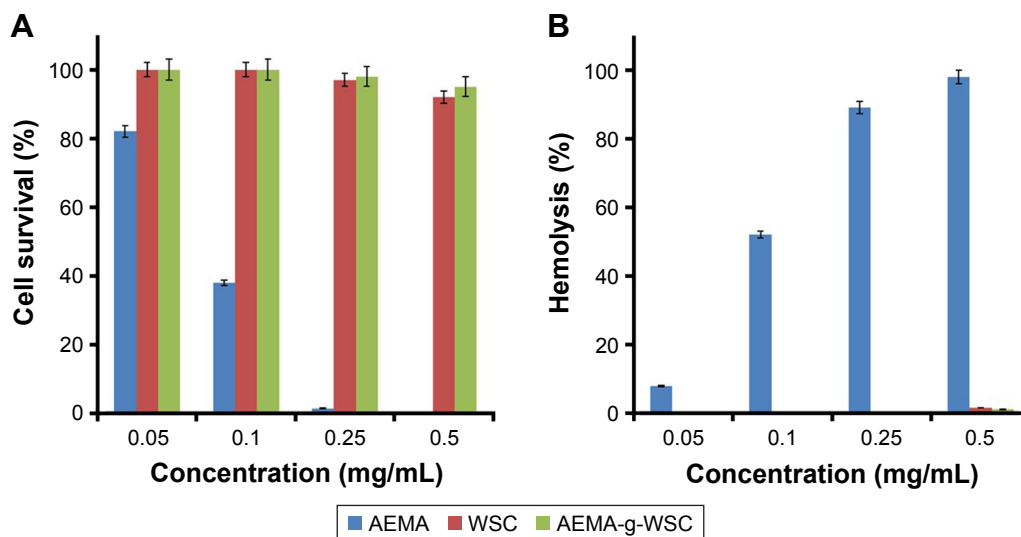 A
Cell survival (%)
100
80
60
40
20
0
0.05 0.1 0.25 0.5
Concentration (mg/mL)
B
Hemolysis (%)
100
80
60
40
20
0
0.05 0.1 0.25 0.5
Concentration (mg/mL)
AEMA WSC AEMA-g-WSC